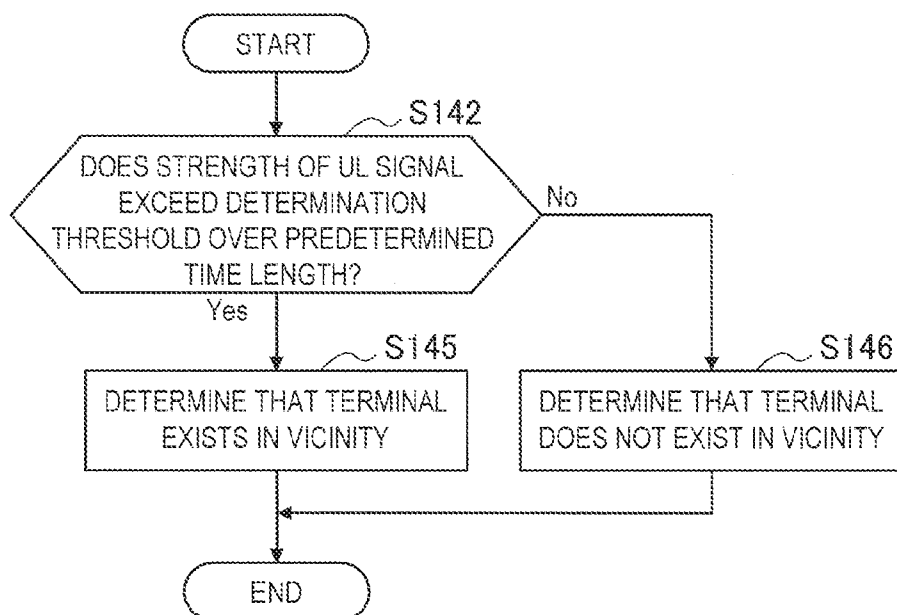 START
S142
DOES STRENGTH OF UL SIGNAL
EXCEED DETERMINATION
THRESHOLD OVER PREDETERMINED
TIME LENGTH?
No
Yes
S145
DETERMINE THAT TERMINAL
EXISTS IN VICINITY
S146
DETERMINE THAT TERMINAL
DOES NOT EXIST IN VICINITY
END